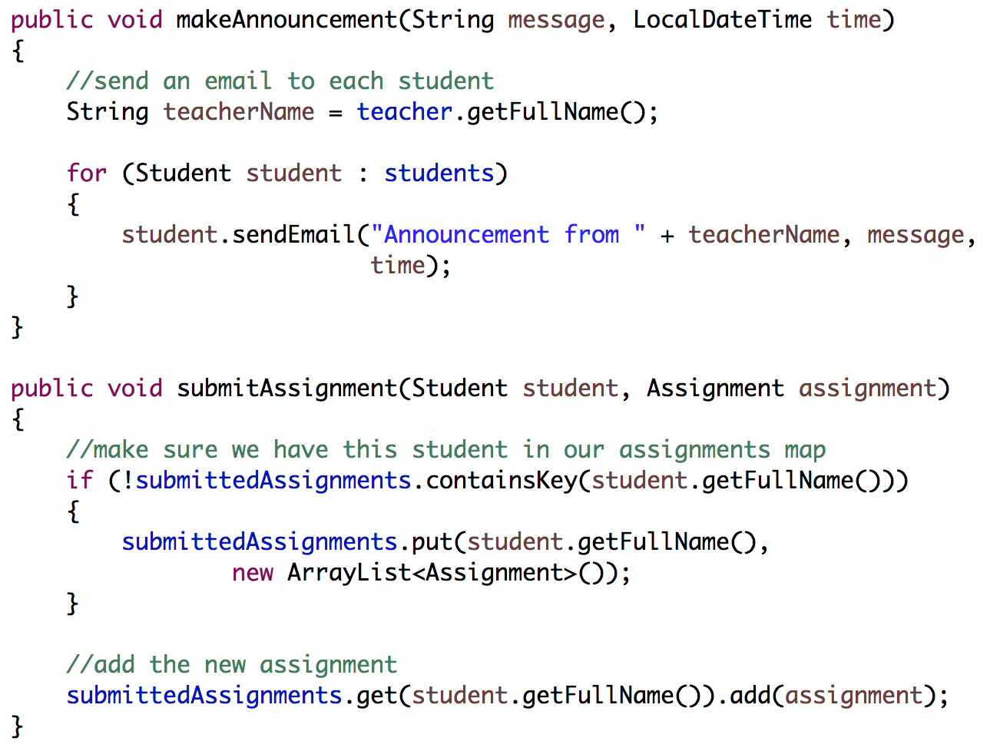 public void makeAnnouncement(String message, LocalDateTime time)
{
    //send an email to each student
    String teacherName = teacher.getFullName();

    for (Student student : students)
    {
        student.sendEmail("Announcement from " + teacherName, message,
                          time);
    }
}

public void submitAssignment(Student student, Assignment assignment)
{
    //make sure we have this student in our assignments map
    if (!submittedAssignments.containsKey(student.getFullName()))
    {
        submittedAssignments.put(student.getFullName(),
                new ArrayList<Assignment>());
    }

    //add the new assignment
    submittedAssignments.get(student.getFullName()).add(assignment);
}